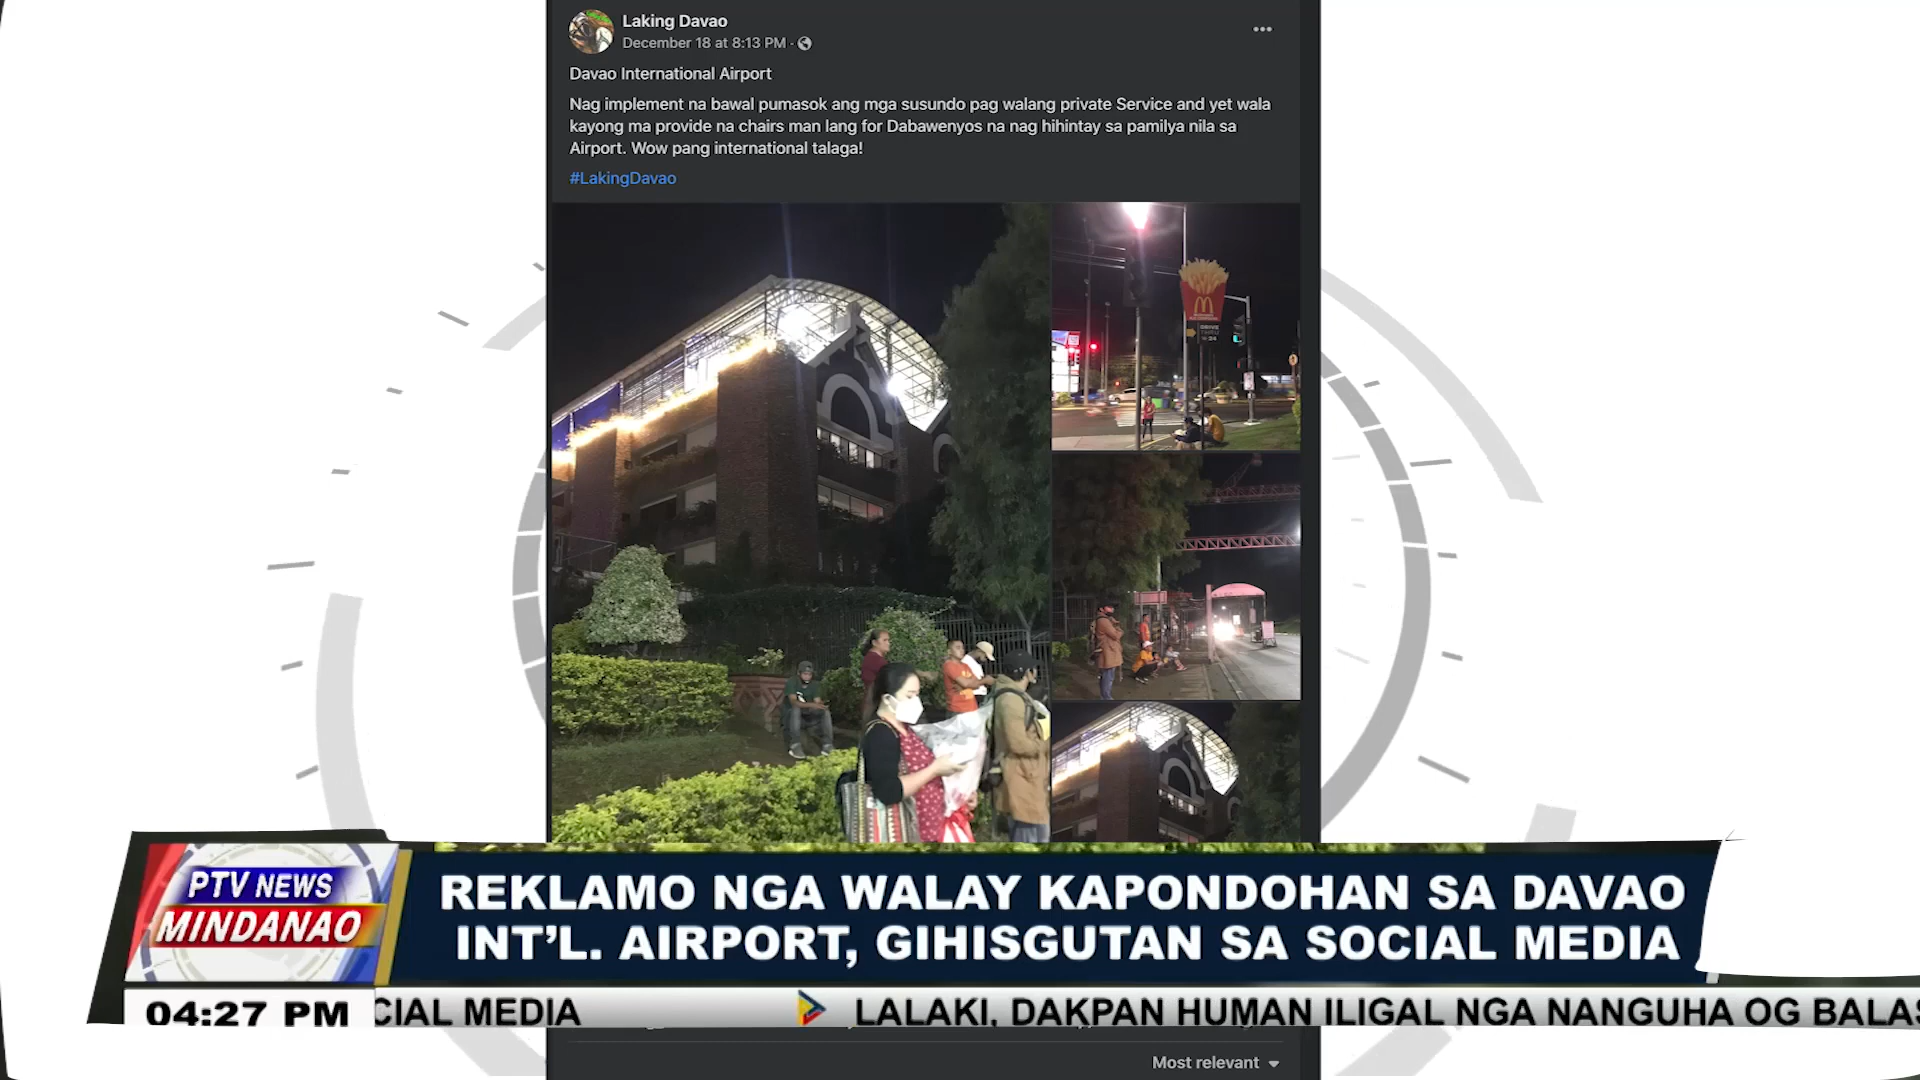 Laking Davao
December 18 at 8:13 PM ·
Davao International Airport
Nag implement na bawal pumasok ang mga susundo pag walang private Service and yet wala
kayong ma provide na chairs man lang for Dabawenyos na nag hihintay sa pamilya nila sa
Airport. Wow pang international talaga!
#LakingDavao
DRIVE
THRU
PTV NEWS
MINDANAO
REKLAMO NGA WALAY KAPONDOHAN SA DAVAO
INT’L. AIRPORT, GIHISGUTAN SA SOCIAL MEDIA
04:27 PM
CIAL MEDIA
LALAKI, DAKPAN HUMAN ILIGAL NGA NANGUHA OG BALAS
Most relevant